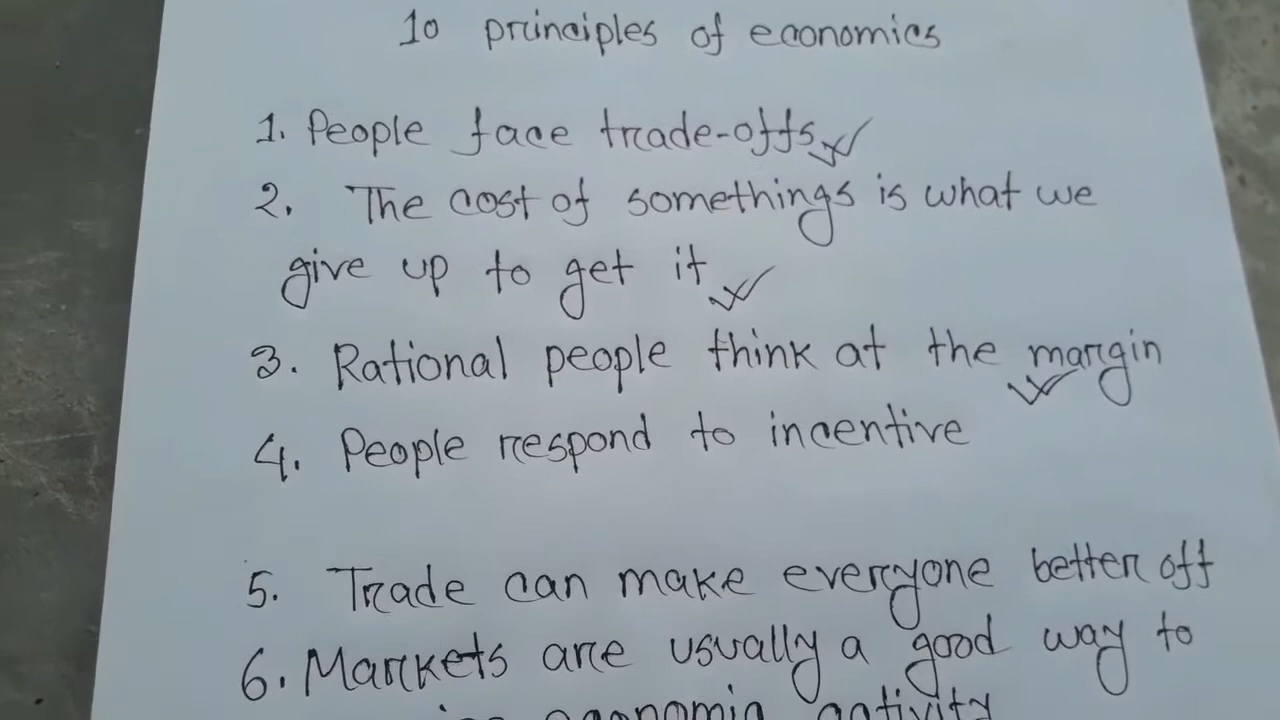 10 principles of economics
1. People face trade-offs
2. The cost of somethings is what we
give up to get it
3. Rational people think at the margin
4. People respond to incentive
5. Trade can make everyone better off
6. Markets are usually a good way to
economic activity